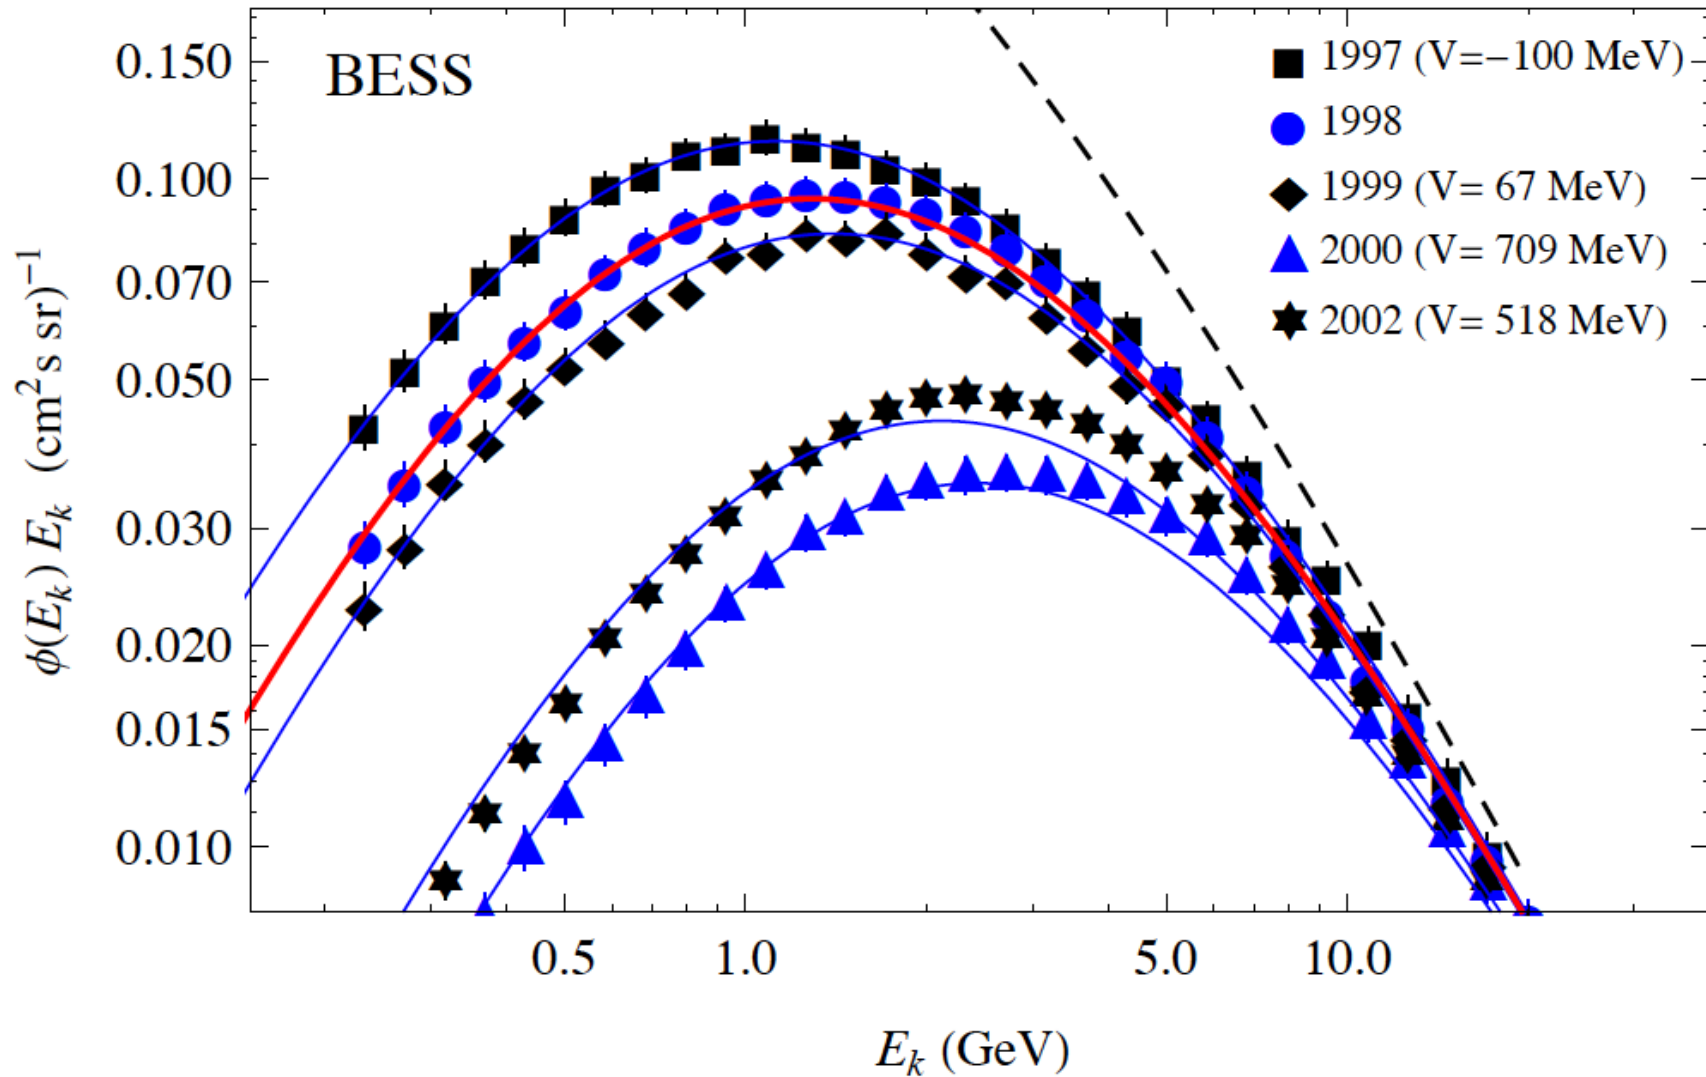 BESS
1997 (V=−100 MeV)
1998
1999 (V= 67 MeV)
2000 (V= 709 MeV)
2002 (V= 518 MeV)
ϕ(Eₖ) Eₖ (cm² s sr)⁻¹
0.150
0.100
0.070
0.050
0.030
0.020
0.015
0.010
0.5 1.0 5.0 10.0
Eₖ (GeV)